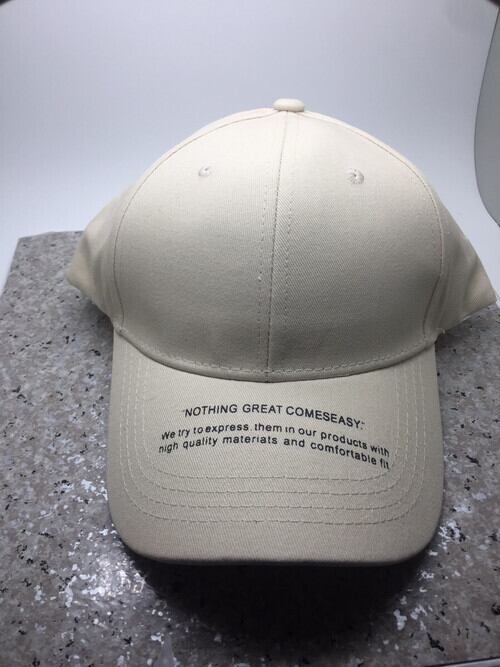 "NOTHING GREAT COMESEASY."
We try to express. them in our products with
high quality materiats and comfortable fit